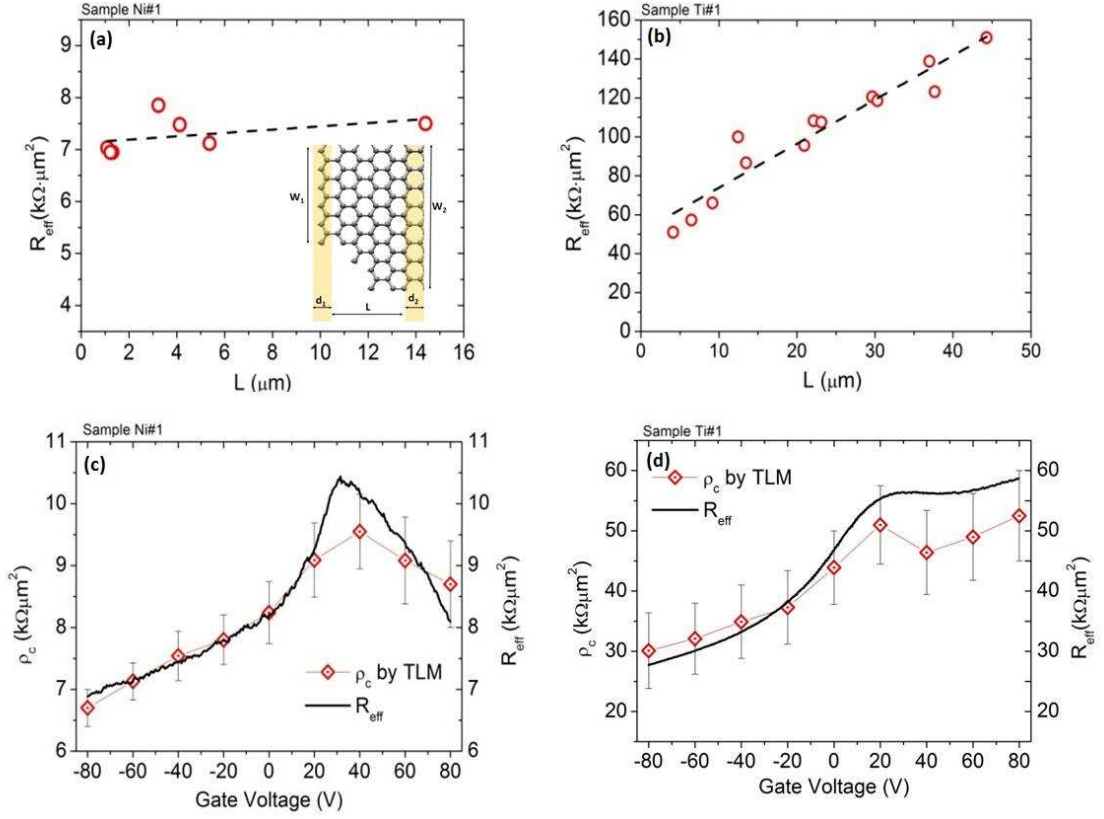 Sample Ni#1
(a)
9
8
7
6
5
4
R_eff(kΩ·μm²)
0 2 4 6 8 10 12 14 16
L (μm)
W₁
W₂
d₁
L
d₂
Sample Ti#1
(b)
160
140
120
100
80
60
40
20
0
R_eff(kΩ·μm²)
0 10 20 30 40 50
L (μm)
Sample Ni#1
(c)
11
10
9
8
7
6
ρ_c (kΩμm²)
ρ_c by TLM
R_eff
11
10
9
8
7
6
R_eff(kΩμm²)
-80 -60 -40 -20 0 20 40 60 80
Gate Voltage (V)
Sample Ti#1
(d)
60
50
40
30
20
ρ_c (kΩμm²)
ρ_c by TLM
R_eff
60
50
40
30
20
R_eff(kΩμm²)
-80 -60 -40 -20 0 20 40 60 80
Gate Voltage (V)